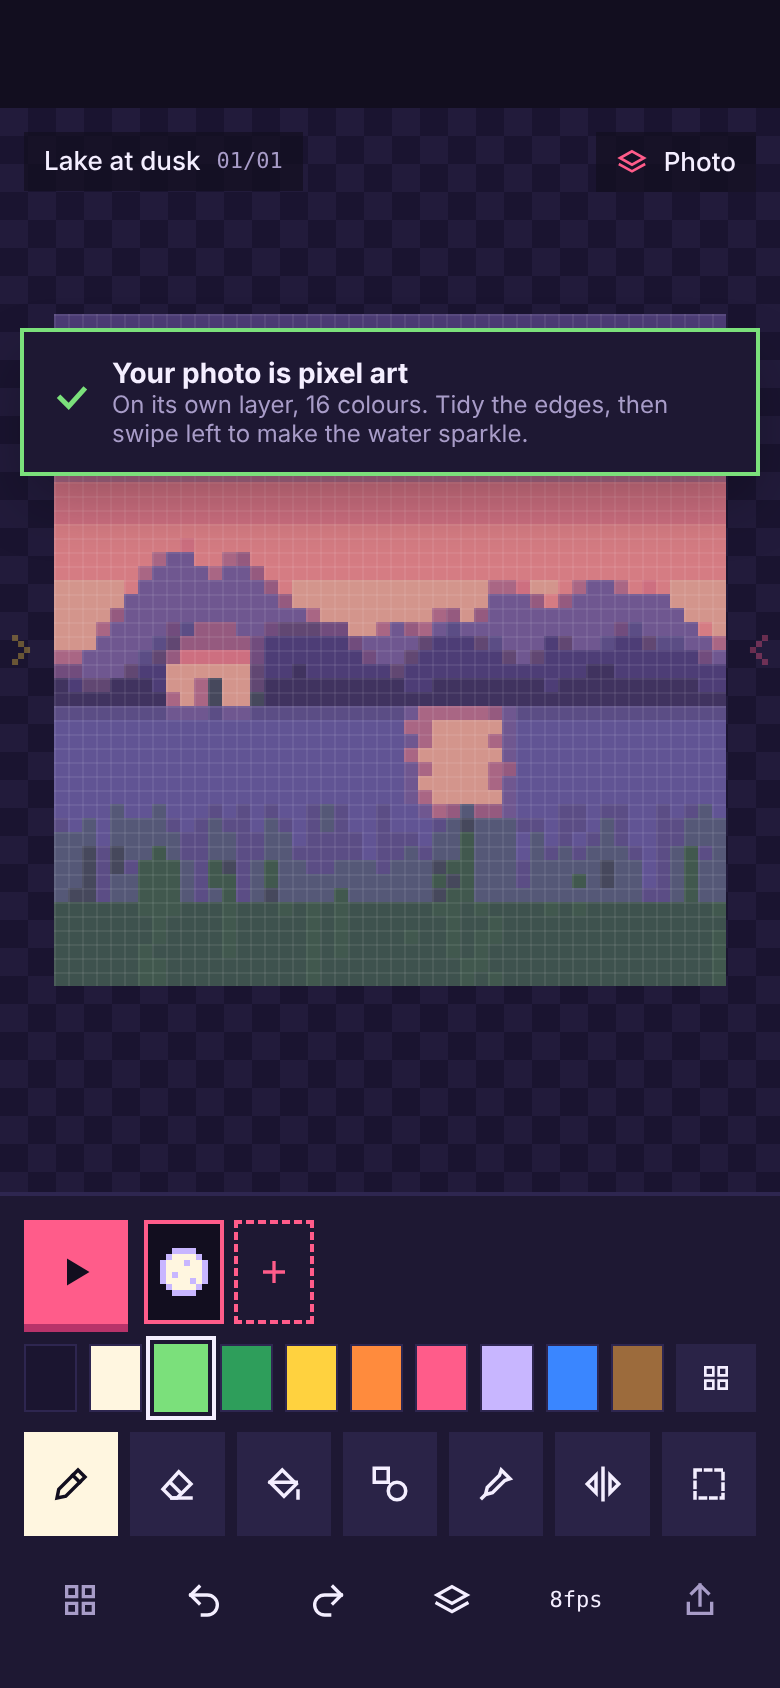 Lake at dusk 01/01
Photo
Your photo is pixel art
On its own layer, 16 colours. Tidy the edges, then
swipe left to make the water sparkle.
8fps